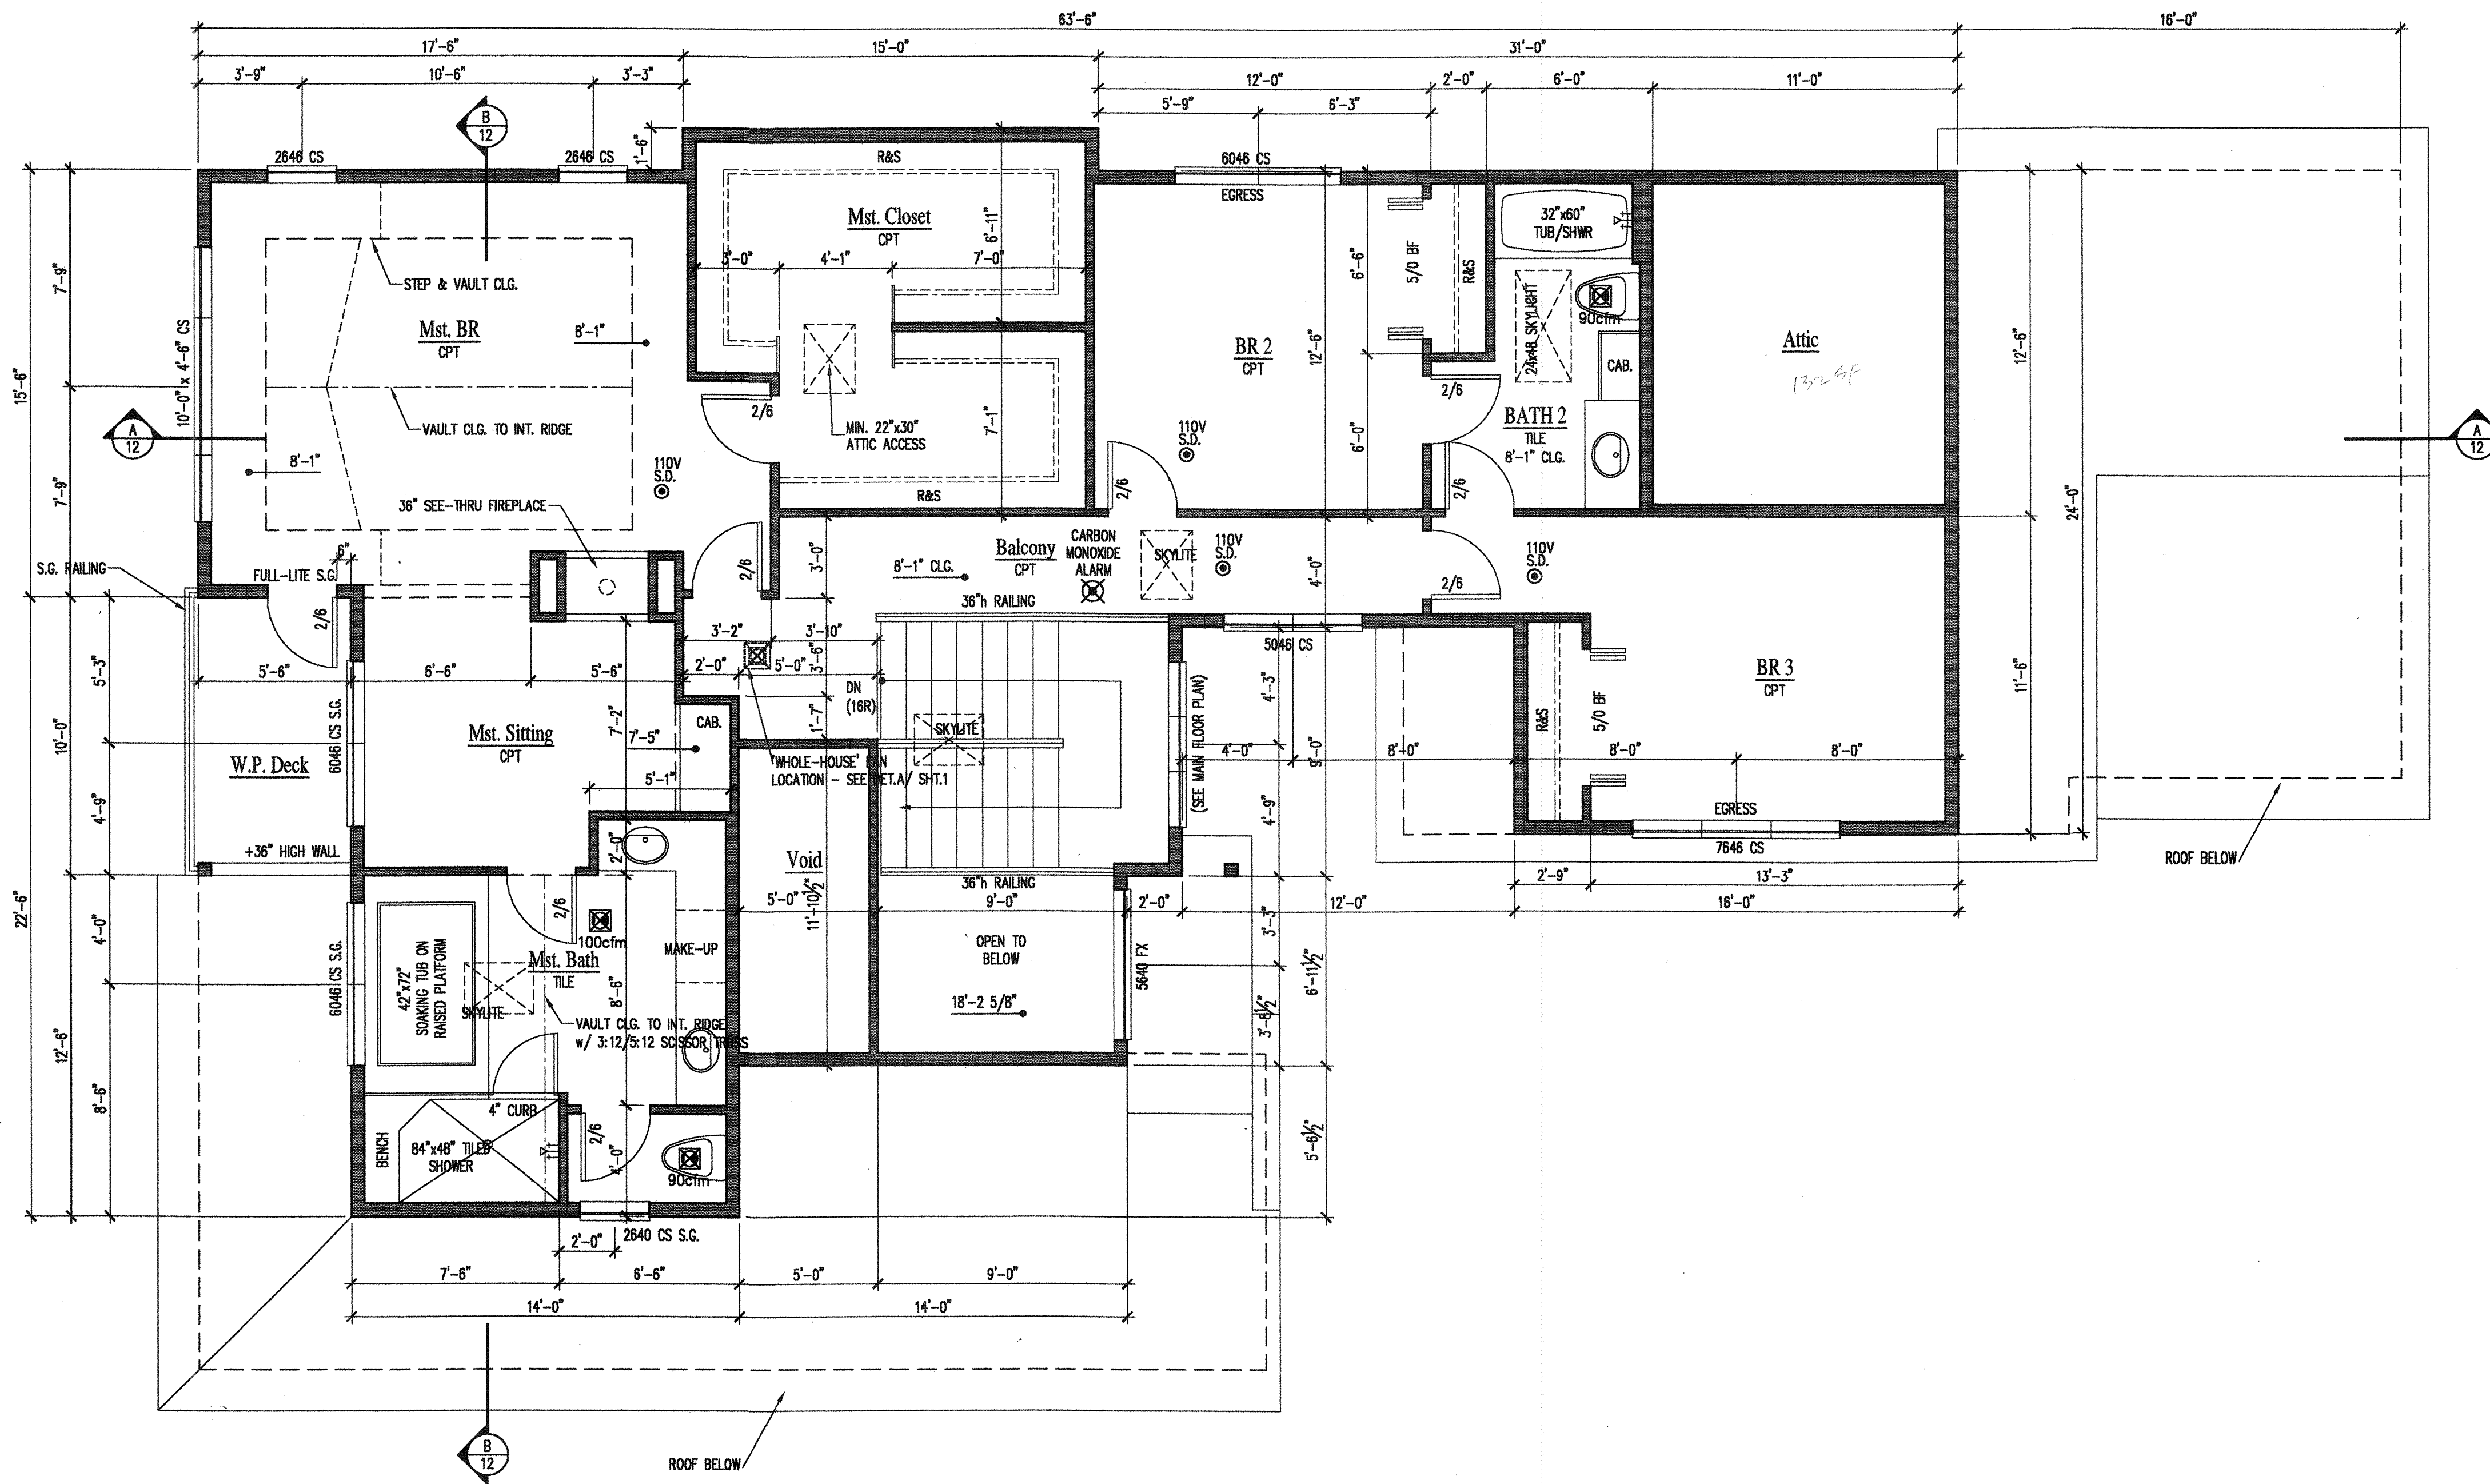 63'-6"
16'-0"
17'-6"
15'-0"
31'-0"
3'-9"
10'-6"
3'-3"
12'-0"
2'-0"
6'-0"
11'-0"
5'-9"
6'-3"
B
12
1'-6"
2646 CS
2646 CS
R&S
6046 CS
EGRESS
Mst. Closet
CPT
6'-11"
3'-0"
4'-1"
7'-0"
32"x60"
TUB/SHWR
6'-6"
5/0 BF
R&S
24x48 SKYLIGHT
90cfm
CAB.
7'-9"
STEP & VAULT CLG.
10'-0" x 4'-6" CS
Mst. BR
CPT
8'-1"
BR 2
CPT
12'-6"
Attic
132 SF
12'-6"
24'-0"
15'-6"
2/6
2/6
MIN. 22"x30"
ATTIC ACCESS
7'-1"
VAULT CLG. TO INT. RIDGE
A
12
8'-1"
BATH 2
TILE
8'-1" CLG.
6'-0"
110V
S.D.
A
12
7'-9"
110V
S.D.
36" SEE-THRU FIREPLACE
R&S
2/6
2/6
S.G. RAILING
6"
FULL-LITE S.G.
2/6
2/6
3'-0"
Balcony
CPT
8'-1" CLG.
CARBON
MONOXIDE
ALARM
SKYLITE
110V
S.D.
4'-0"
110V
S.D.
2/6
36"h RAILING
5046 CS
3'-2"
3'-10"
3'-6"
2'-0"
5'-0"
5'-3"
5'-6"
6'-6"
5'-6"
DN
(16R)
4'-3"
(SEE MAIN FLOOR PLAN)
BR 3
CPT
R&S
5/0 BF
11'-6"
10'-0"
6046 CS S.G.
Mst. Sitting
CPT
7'-2"
CAB.
7'-5"
1'-7"
SKYLITE
W.P. Deck
'WHOLE-HOUSE' FAN
LOCATION - SEE DET.A/ SHT.1
5'-1"
4'-0"
9'-0"
8'-0"
8'-0"
8'-0"
4'-9"
4'-9"
EGRESS
7646 CS
ROOF BELOW
+36" HIGH WALL
2'-0"
Void
36"h RAILING
2'-9"
13'-3"
22'-6"
4'-0"
2/6
5'-0"
11'-10½"
9'-0"
2'-0"
3'-3"
12'-0"
16'-0"
100cfm
MAKE-UP
OPEN TO
BELOW
6046 CS S.G.
42"x72"
SOAKING TUB ON
RAISED PLATFORM
Mst. Bath
TILE
SKYLITE
8'-6"
18'-2 5/8"
5640 FX
6'-11½"
3'-8½"
VAULT CLG. TO INT. RIDGE
w/ 3:12/5:12 SCISSOR TRUSS
12'-6"
8'-6"
4" CURB
BENCH
84"x48" TILED
SHOWER
2/6
4'-0"
90cfm
5'-6½"
2640 CS S.G.
2'-0"
7'-6"
6'-6"
5'-0"
9'-0"
14'-0"
14'-0"
B
12
ROOF BELOW